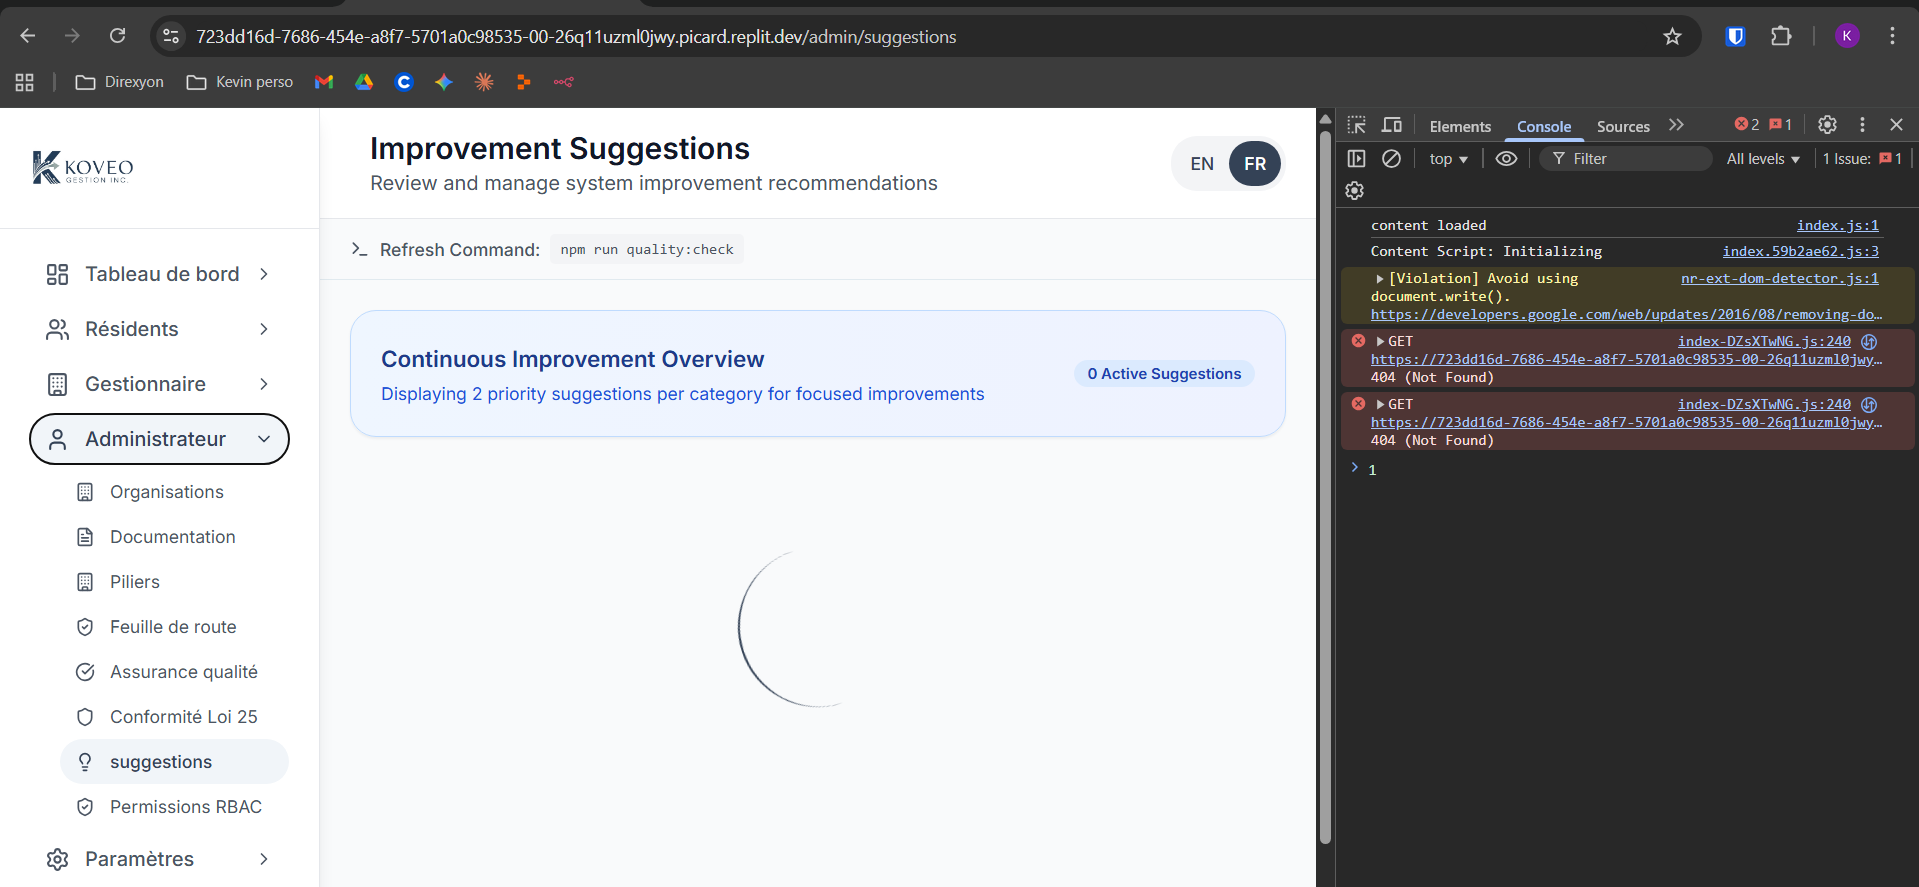 723dd16d-7686-454e-a8f7-5701a0c98535-00-26q11uzml0jwy.picard.replit.dev/admin/suggestions
K
Direxyon
Kevin perso
KOVEO
GESTION INC.
Tableau de bord
Résidents
Gestionnaire
Administrateur
Organisations
Documentation
Piliers
Feuille de route
Assurance qualité
Conformité Loi 25
suggestions
Permissions RBAC
Paramètres
Improvement Suggestions
Review and manage system improvement recommendations
EN FR
Refresh Command: npm run quality:check
Continuous Improvement Overview
Displaying 2 priority suggestions per category for focused improvements
0 Active Suggestions
Elements Console Sources 2 1
top Filter All levels 1 Issue: 1
content loaded index.js:1
Content Script: Initializing index.59b2ae62.js:3
[Violation] Avoid using nr-ext-dom-detector.js:1
document.write().
https://developers.google.com/web/updates/2016/08/removing-do…
GET index-DZsXTwNG.js:240
https://723dd16d-7686-454e-a8f7-5701a0c98535-00-26q11uzml0jwy…
404 (Not Found)
GET index-DZsXTwNG.js:240
https://723dd16d-7686-454e-a8f7-5701a0c98535-00-26q11uzml0jwy…
404 (Not Found)
1